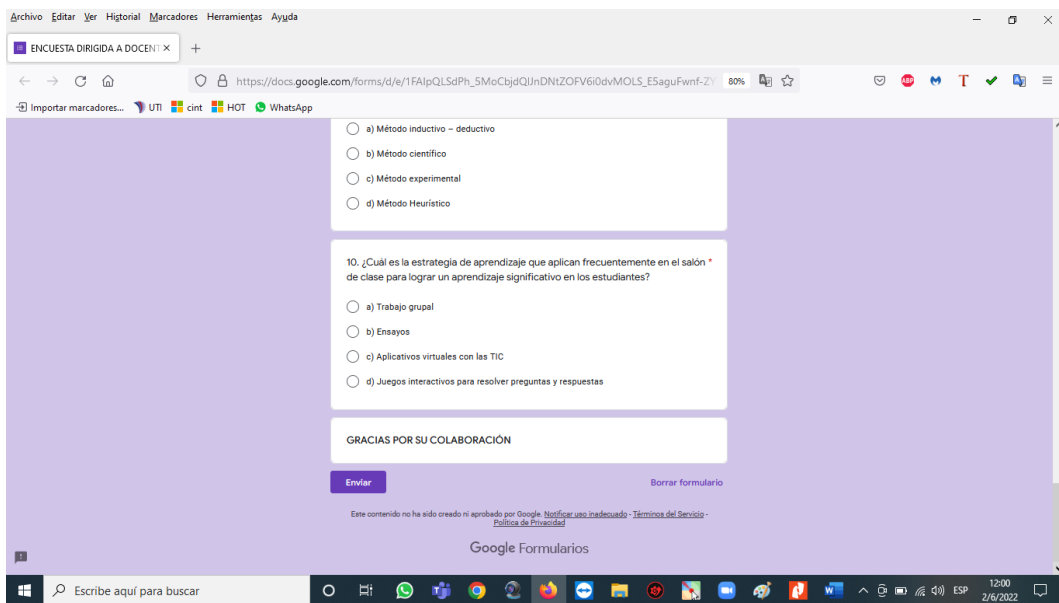 Archivo Editar Ver Historial Marcadores Herramientas Ayuda
ENCUESTA DIRIGIDA A DOCENT
https://docs.google.com/forms/d/e/1FAIpQLSdPh_5MoCbjdQIJnDNtZOFV6i0dvMOLS_E5aguFwnf-ZY 80%
Importar marcadores... UTI cint HOT WhatsApp
a) Método inductivo – deductivo
b) Método científico
c) Método experimental
d) Método Heurístico
10. ¿Cuál es la estrategia de aprendizaje que aplican frecuentemente en el salón *
de clase para lograr un aprendizaje significativo en los estudiantes?
a) Trabajo grupal
b) Ensayos
c) Aplicativos virtuales con las TIC
d) Juegos interactivos para resolver preguntas y respuestas
GRACIAS POR SU COLABORACIÓN
Enviar Borrar formulario
Este contenido no ha sido creado ni aprobado por Google. Notificar uso inadecuado - Términos del Servicio -
Política de Privacidad
Google Formularios
Escribe aquí para buscar
ESP
12:00
2/6/2022